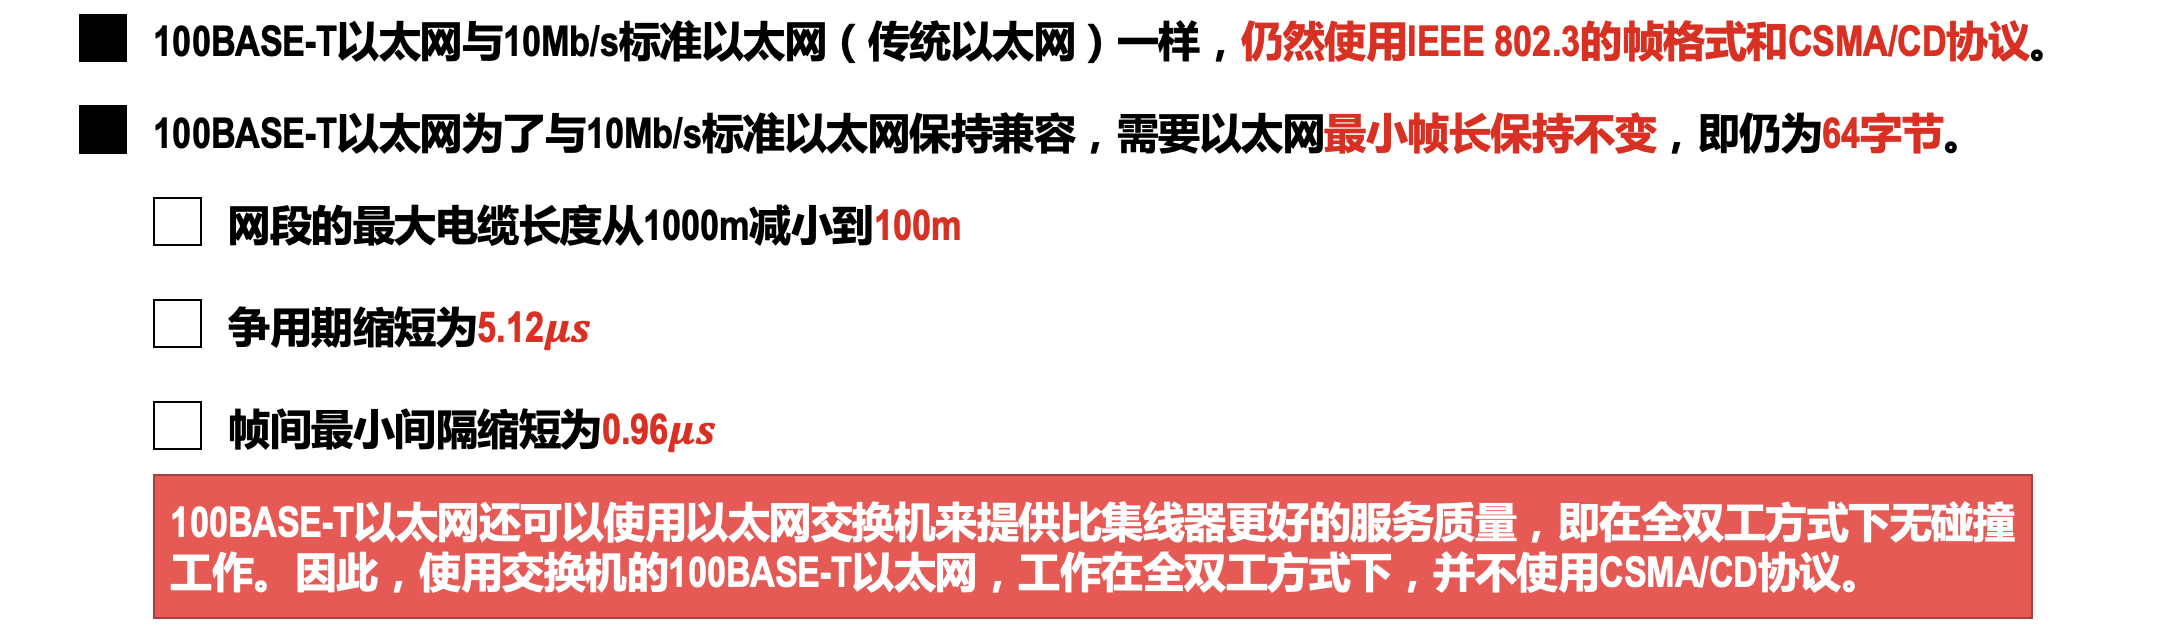 100BASE-T以太网与10Mb/s标准以太网（传统以太网）一样，仍然使用IEEE 802.3的帧格式和CSMA/CD协议。
100BASE-T以太网为了与10Mb/s标准以太网保持兼容，需要以太网最小帧长保持不变，即仍为64字节。
网段的最大电缆长度从1000m减小到100m
争用期缩短为5.12μs
帧间最小间隔缩短为0.96μs
100BASE-T以太网还可以使用以太网交换机来提供比集线器更好的服务质量，即在全双工方式下无碰撞
工作。因此，使用交换机的100BASE-T以太网，工作在全双工方式下，并不使用CSMA/CD协议。